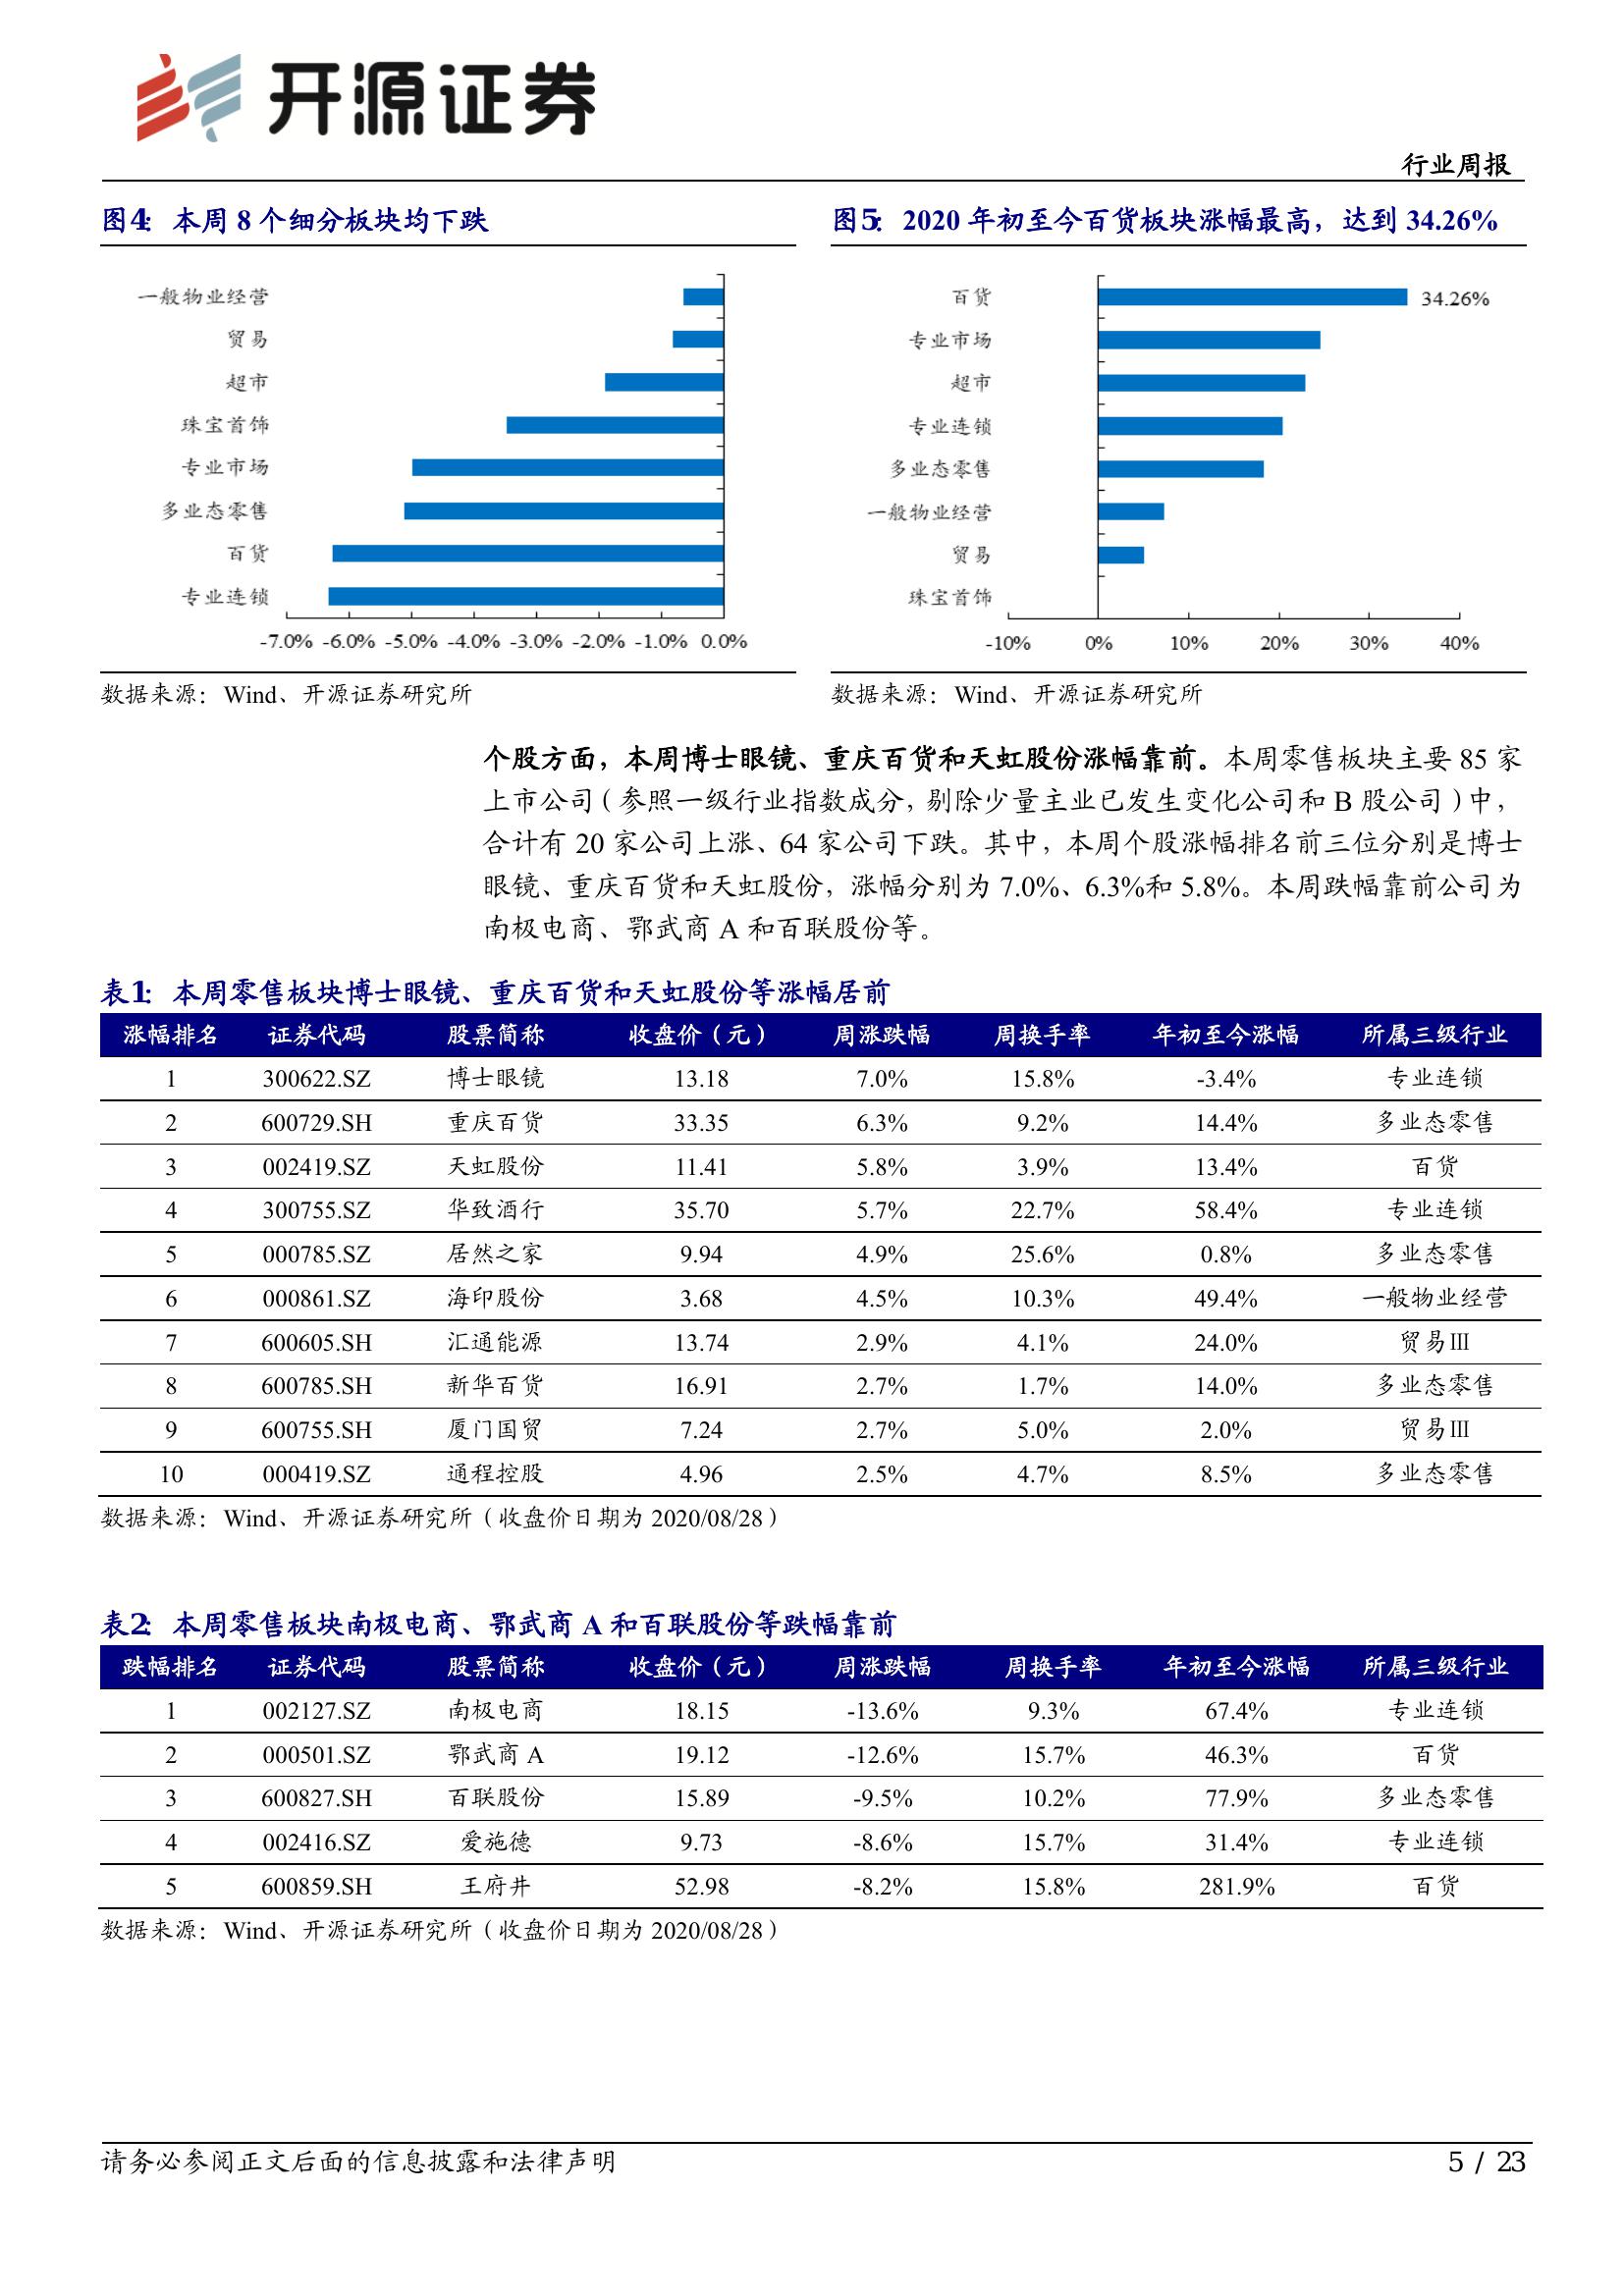 开源证券
行业周报
图4： 本周 8 个细分板块均下跌
一般物业经营
贸易
超市
珠宝首饰
专业市场
多业态零售
百货
专业连锁
-7.0% -6.0% -5.0% -4.0% -3.0% -2.0% -1.0% 0.0%
数据来源：Wind、开源证券研究所
图5： 2020 年初至今百货板块涨幅最高，达到 34.26%
百货 34.26%
专业市场
超市
专业连锁
多业态零售
一般物业经营
贸易
珠宝首饰
-10% 0% 10% 20% 30% 40%
数据来源：Wind、开源证券研究所
个股方面，本周博士眼镜、重庆百货和天虹股份涨幅靠前。本周零售板块主要 85 家
上市公司（参照一级行业指数成分，剔除少量主业已发生变化公司和 B 股公司）中，
合计有 20 家公司上涨、64 家公司下跌。其中，本周个股涨幅排名前三位分别是博士
眼镜、重庆百货和天虹股份，涨幅分别为 7.0%、6.3%和 5.8%。本周跌幅靠前公司为
南极电商、鄂武商 A 和百联股份等。
表1： 本周零售板块博士眼镜、重庆百货和天虹股份等涨幅居前
涨幅排名 证券代码 股票简称 收盘价（元） 周涨跌幅 周换手率 年初至今涨幅 所属三级行业
1 300622.SZ 博士眼镜 13.18 7.0% 15.8% -3.4% 专业连锁
2 600729.SH 重庆百货 33.35 6.3% 9.2% 14.4% 多业态零售
3 002419.SZ 天虹股份 11.41 5.8% 3.9% 13.4% 百货
4 300755.SZ 华致酒行 35.70 5.7% 22.7% 58.4% 专业连锁
5 000785.SZ 居然之家 9.94 4.9% 25.6% 0.8% 多业态零售
6 000861.SZ 海印股份 3.68 4.5% 10.3% 49.4% 一般物业经营
7 600605.SH 汇通能源 13.74 2.9% 4.1% 24.0% 贸易Ⅲ
8 600785.SH 新华百货 16.91 2.7% 1.7% 14.0% 多业态零售
9 600755.SH 厦门国贸 7.24 2.7% 5.0% 2.0% 贸易Ⅲ
10 000419.SZ 通程控股 4.96 2.5% 4.7% 8.5% 多业态零售
数据来源：Wind、开源证券研究所（收盘价日期为 2020/08/28）
表2： 本周零售板块南极电商、鄂武商 A 和百联股份等跌幅靠前
跌幅排名 证券代码 股票简称 收盘价（元） 周涨跌幅 周换手率 年初至今涨幅 所属三级行业
1 002127.SZ 南极电商 18.15 -13.6% 9.3% 67.4% 专业连锁
2 000501.SZ 鄂武商 A 19.12 -12.6% 15.7% 46.3% 百货
3 600827.SH 百联股份 15.89 -9.5% 10.2% 77.9% 多业态零售
4 002416.SZ 爱施德 9.73 -8.6% 15.7% 31.4% 专业连锁
5 600859.SH 王府井 52.98 -8.2% 15.8% 281.9% 百货
数据来源：Wind、开源证券研究所（收盘价日期为 2020/08/28）
请务必参阅正文后面的信息披露和法律声明
5 / 23